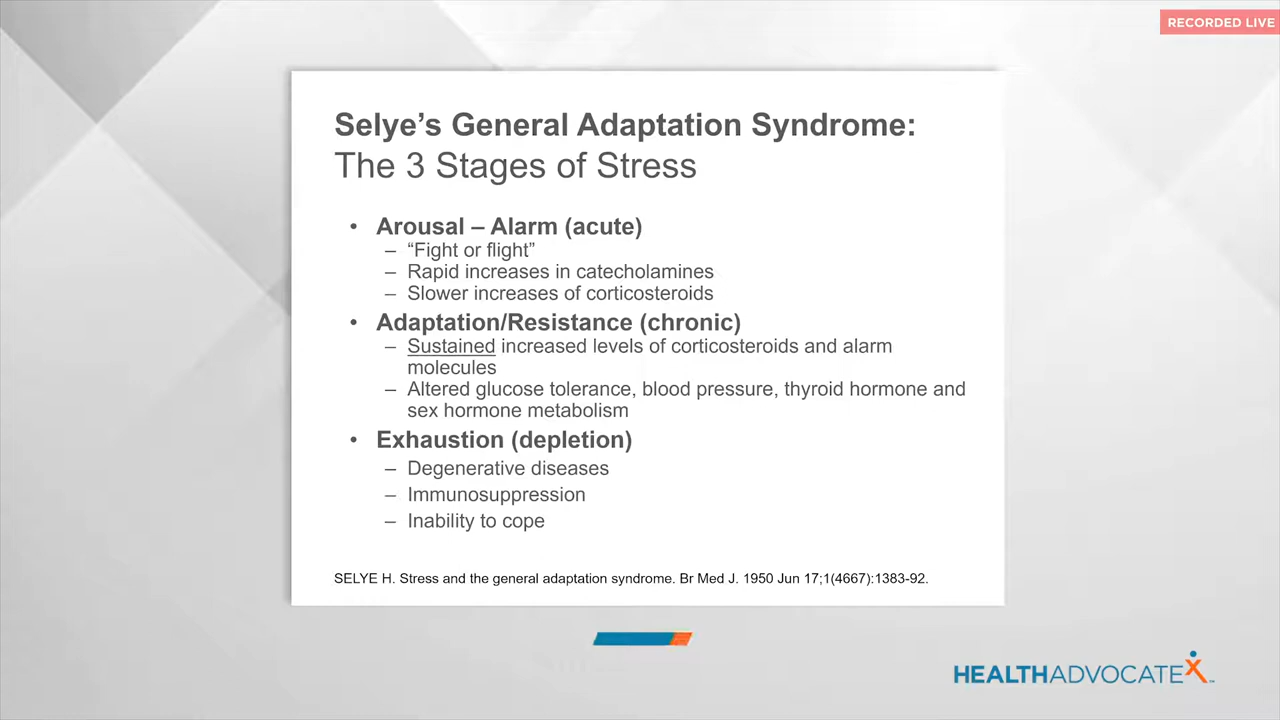 RECORDED LIVE
Selye's General Adaptation Syndrome:
The 3 Stages of Stress
• Arousal – Alarm (acute)
– “Fight or flight”
– Rapid increases in catecholamines
– Slower increases of corticosteroids
• Adaptation/Resistance (chronic)
– Sustained increased levels of corticosteroids and alarm
molecules
– Altered glucose tolerance, blood pressure, thyroid hormone and
sex hormone metabolism
• Exhaustion (depletion)
– Degenerative diseases
– Immunosuppression
– Inability to cope
SELYE H. Stress and the general adaptation syndrome. Br Med J. 1950 Jun 17;1(4667):1383-92.
HEALTHADVOCATEX™